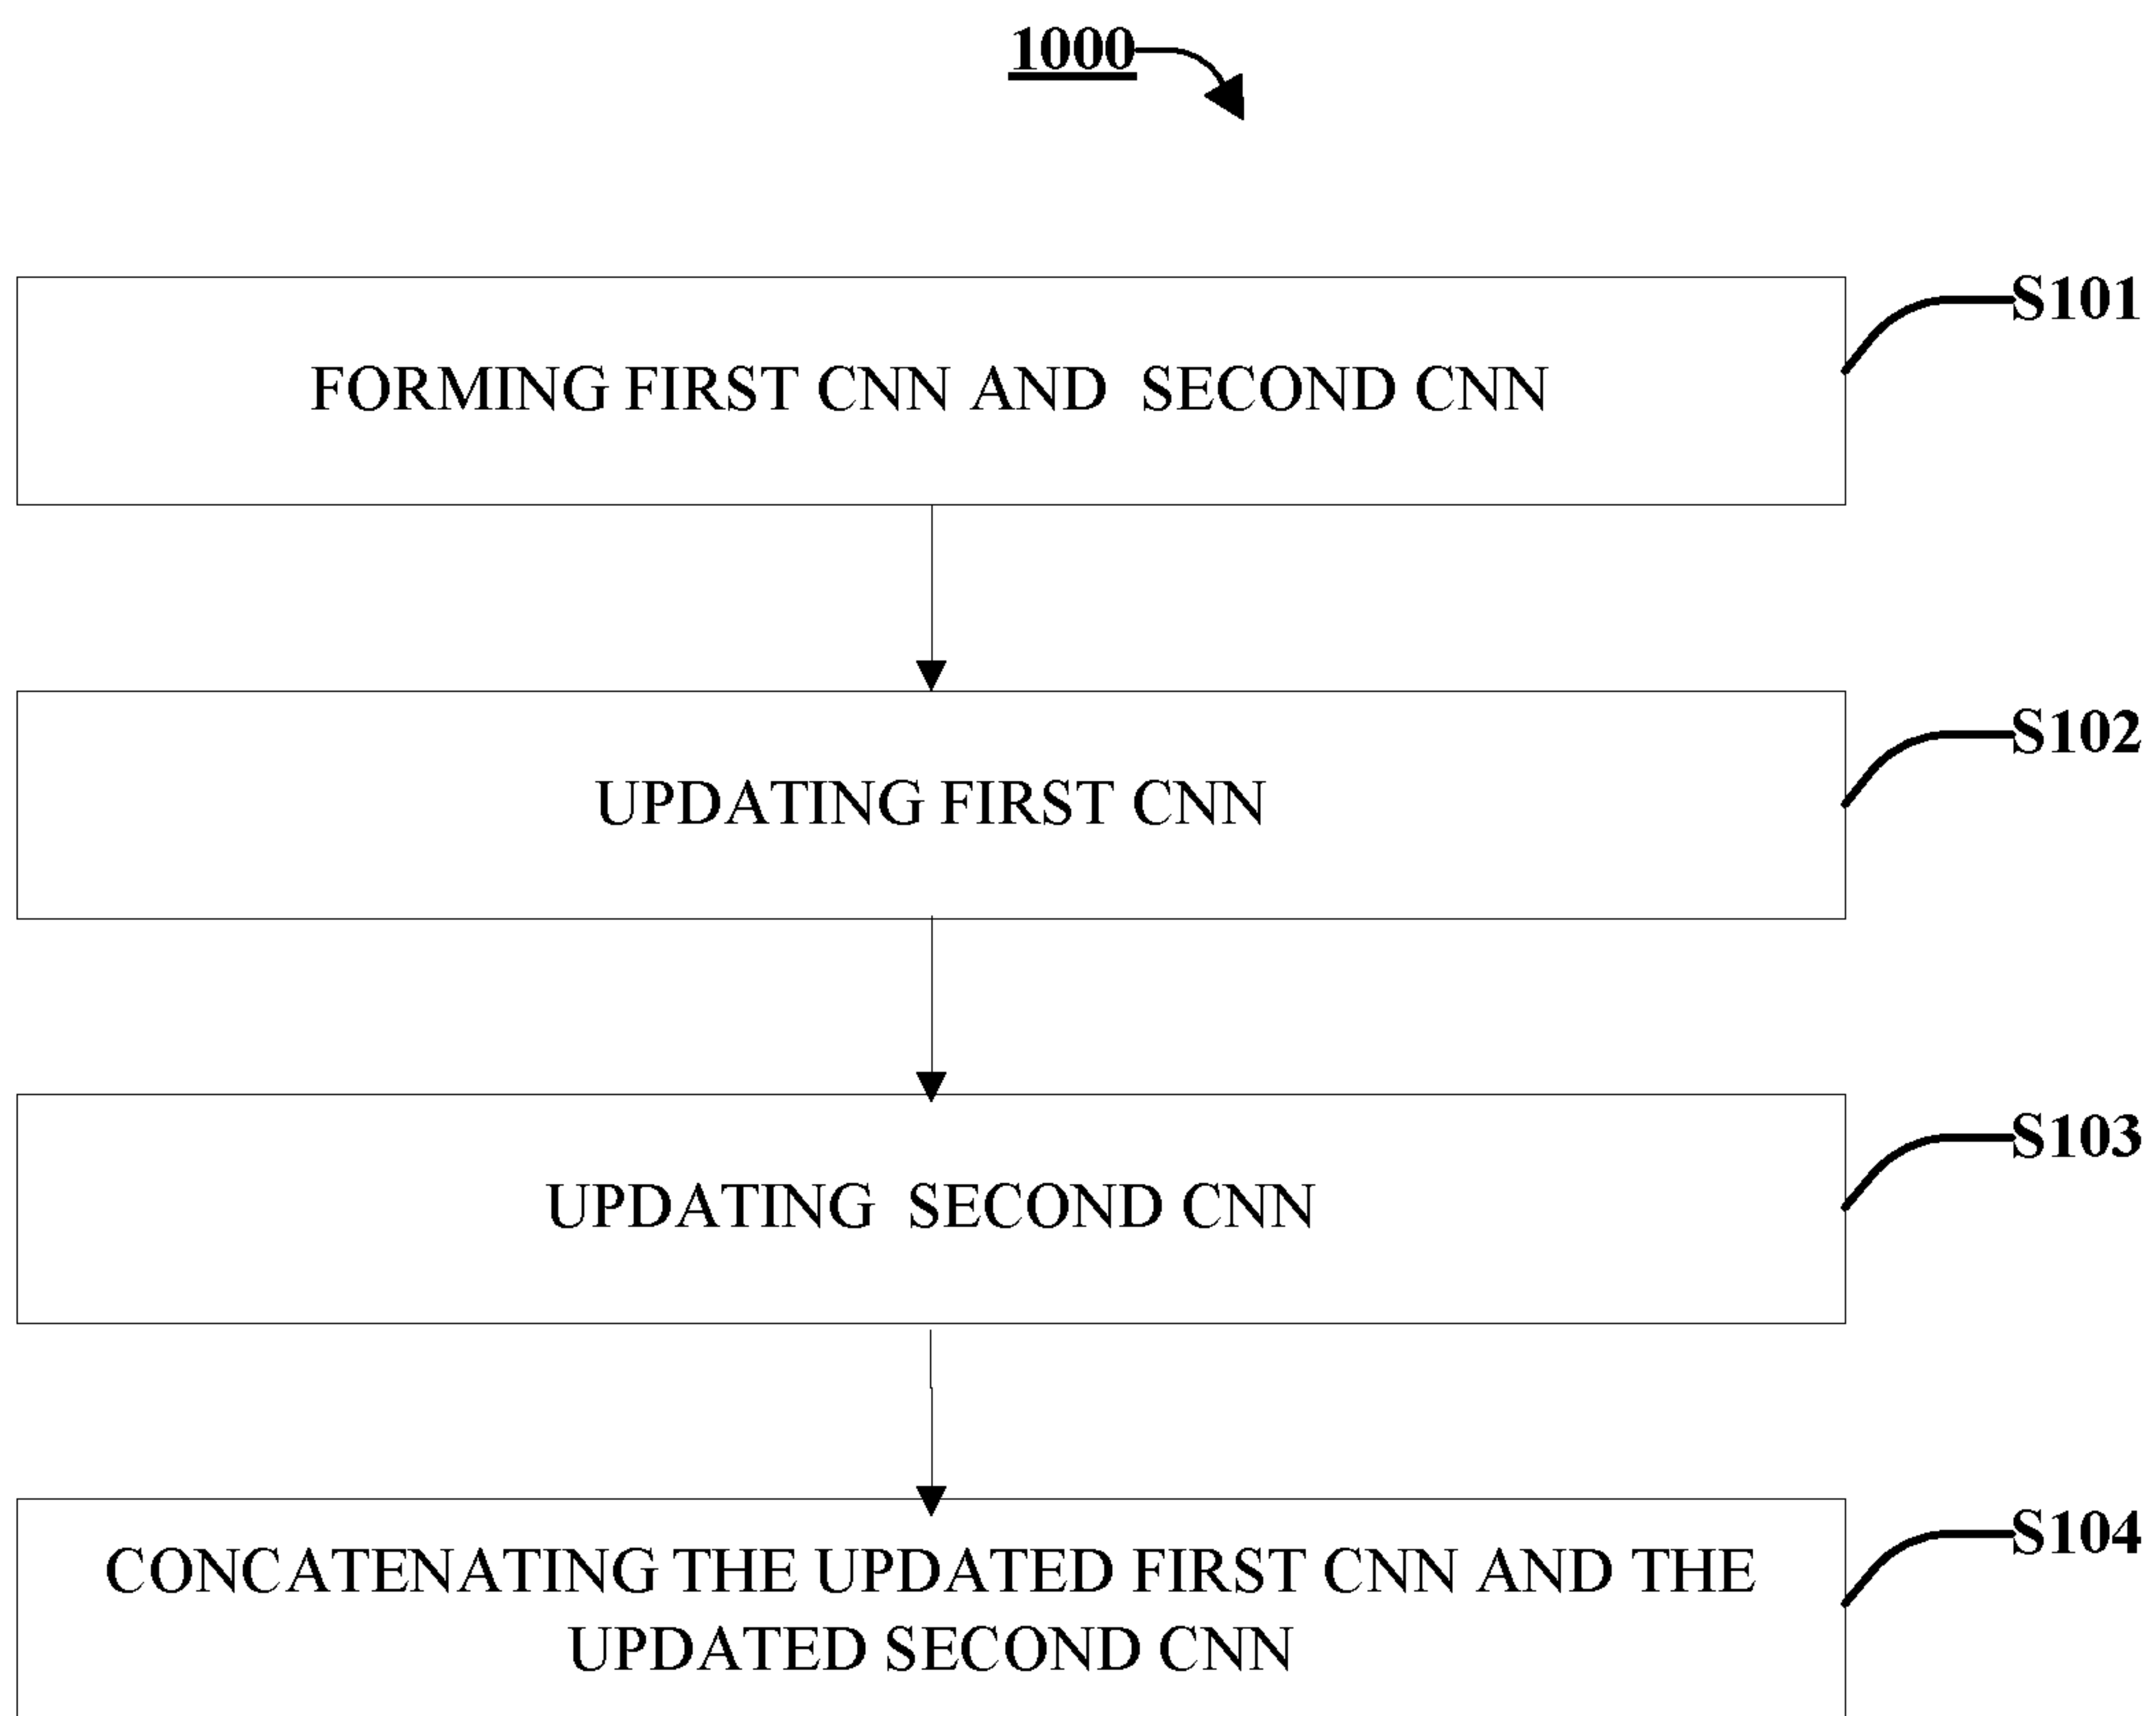 1000
S101
FORMING FIRST CNN AND SECOND CNN
S102
UPDATING FIRST CNN
S103
UPDATING SECOND CNN
S104
CONCATENATING THE UPDATED FIRST CNN AND THE
UPDATED SECOND CNN